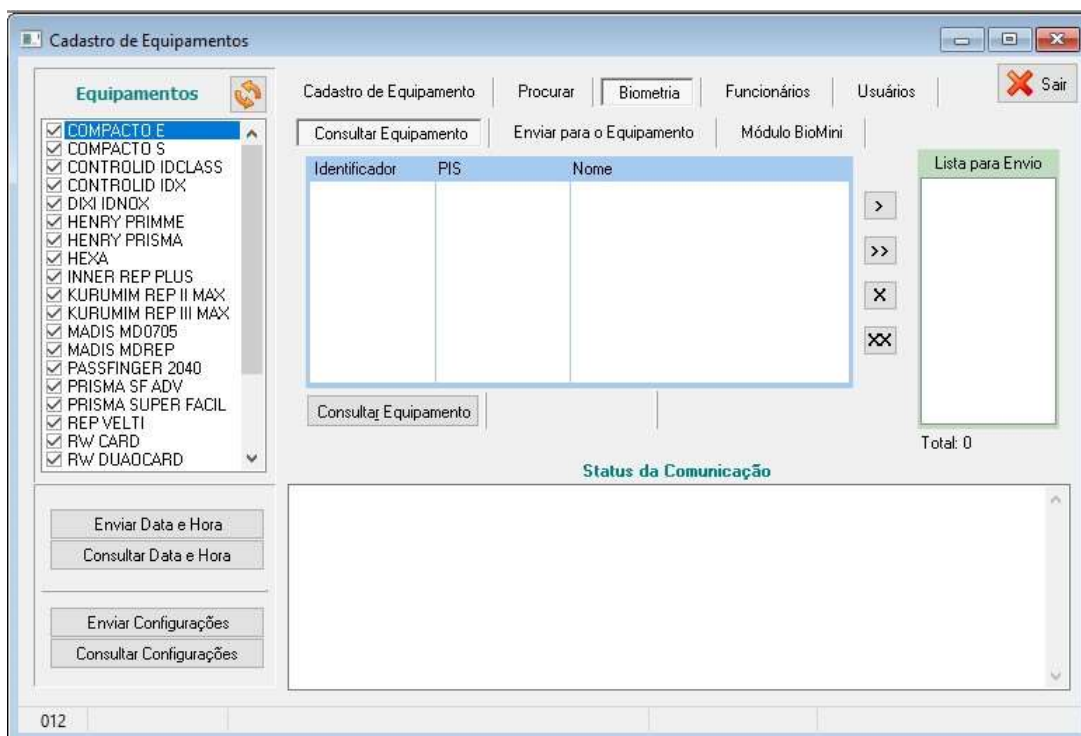 Cadastro de Equipamentos
Equipamentos
COMPACTO E
COMPACTO S
CONTROLID IDCLASS
CONTROLID IDX
DIXI IDNOX
HENRY PRIMME
HENRY PRISMA
HEXA
INNER REP PLUS
KURUMIM REP II MAX
KURUMIM REP III MAX
MADIS MD0705
MADIS MDREP
PASSFINGER 2040
PRISMA SF ADV
PRISMA SUPER FACIL
REP VELTI
RW CARD
RW DUAOCARD
Enviar Data e Hora
Consultar Data e Hora
Enviar Configurações
Consultar Configurações
Cadastro de Equipamento Procurar Biometria Funcionários Usuários Sair
Consultar Equipamento Enviar para o Equipamento Módulo BioMini
Identificador PIS Nome
>
>>
X
XX
Lista para Envio
Total: 0
Consultar Equipamento
Status da Comunicação
012